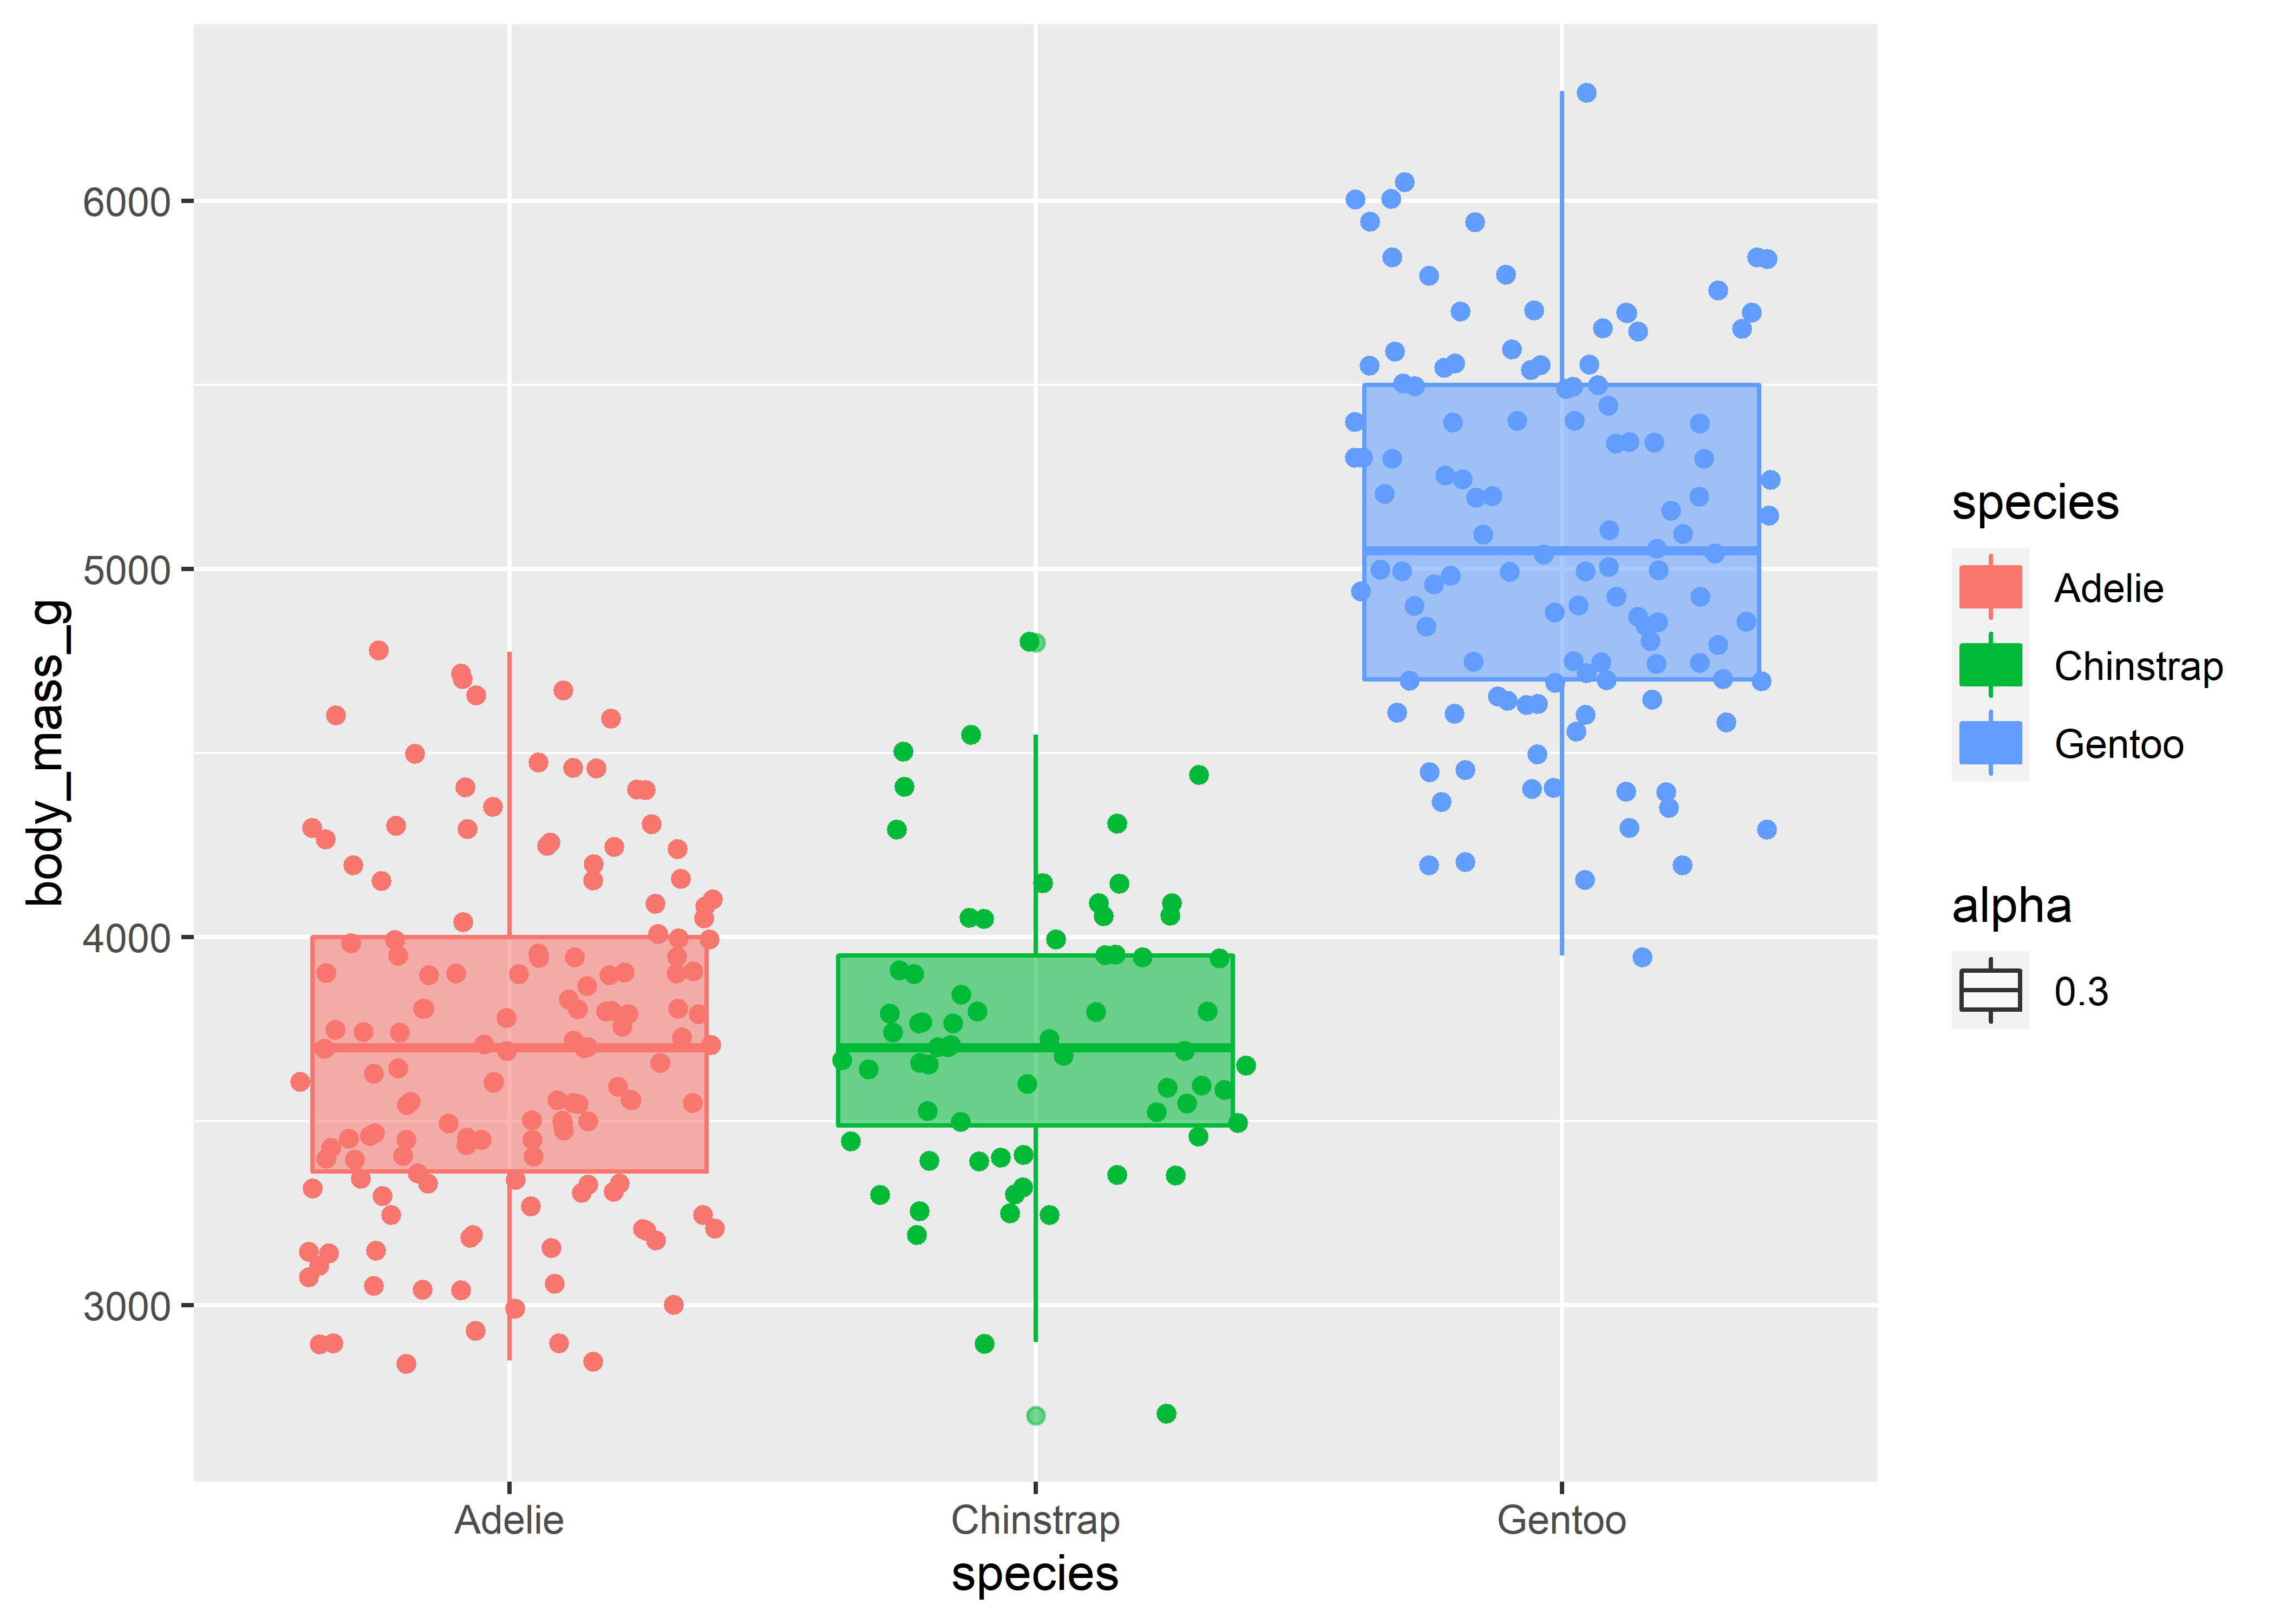 body_mass_g
6000
5000
4000
3000
Adelie Chinstrap Gentoo
species
species
Adelie
Chinstrap
Gentoo
alpha
0.3